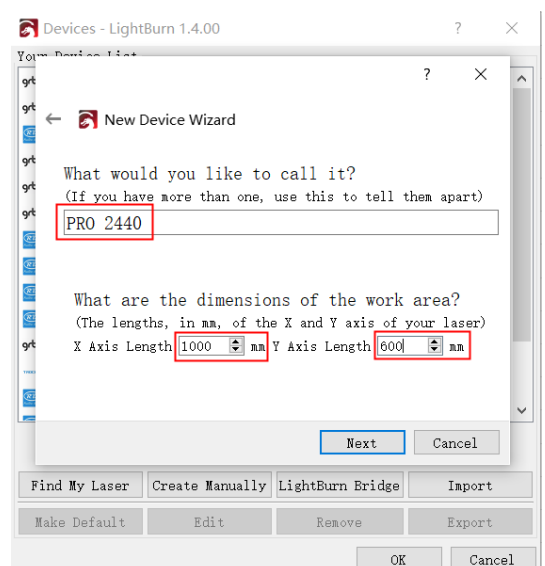 Devices - LightBurn 1.4.00
New Device Wizard
What would you like to call it?
(If you have more than one, use this to tell them apart)
PRO 2440
What are the dimensions of the work area?
(The lengths, in mm, of the X and Y axis of your laser)
X Axis Length 1000 mm Y Axis Length 600 mm
Next Cancel
Find My Laser Create Manually LightBurn Bridge Import
Make Default Edit Remove Export
OK Cancel